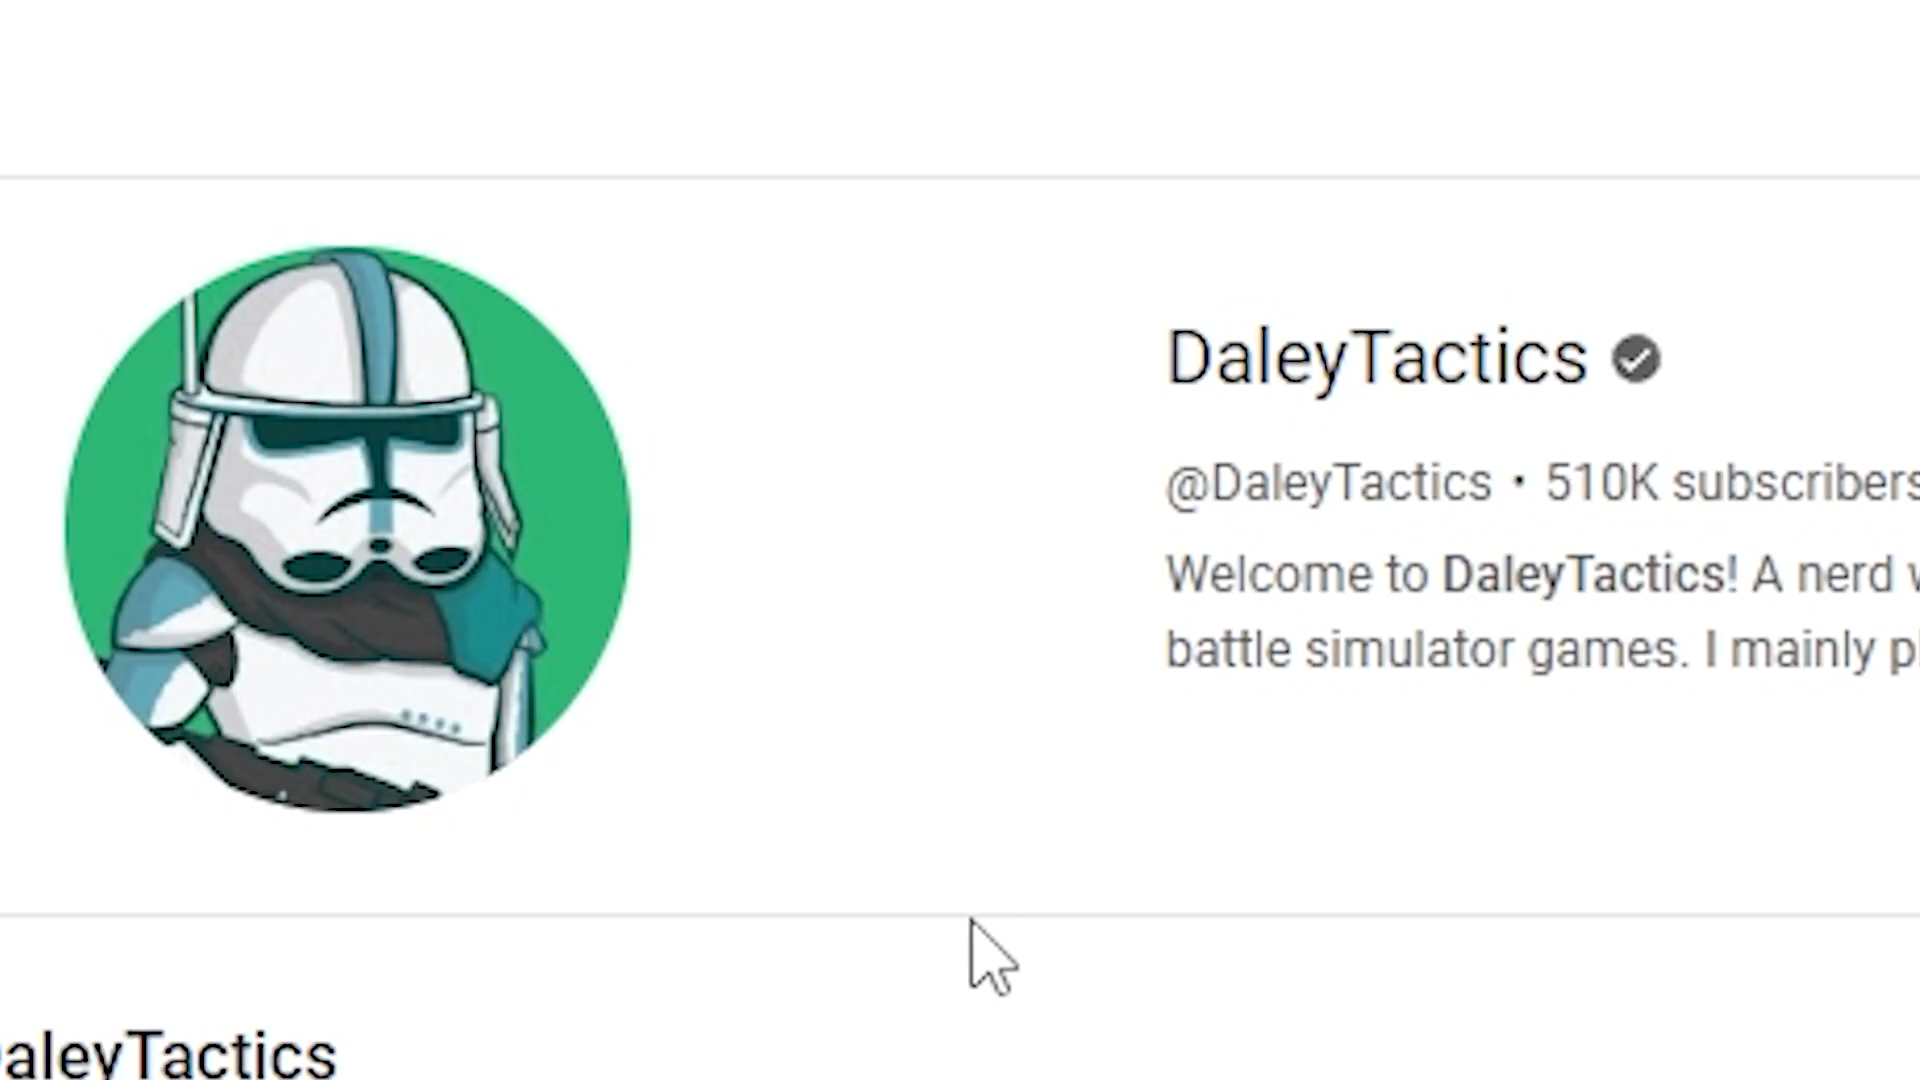 DaleyTactics
@DaleyTactics • 510K subscribers
Welcome to DaleyTactics! A nerd
battle simulator games. I mainly
aleyTactics